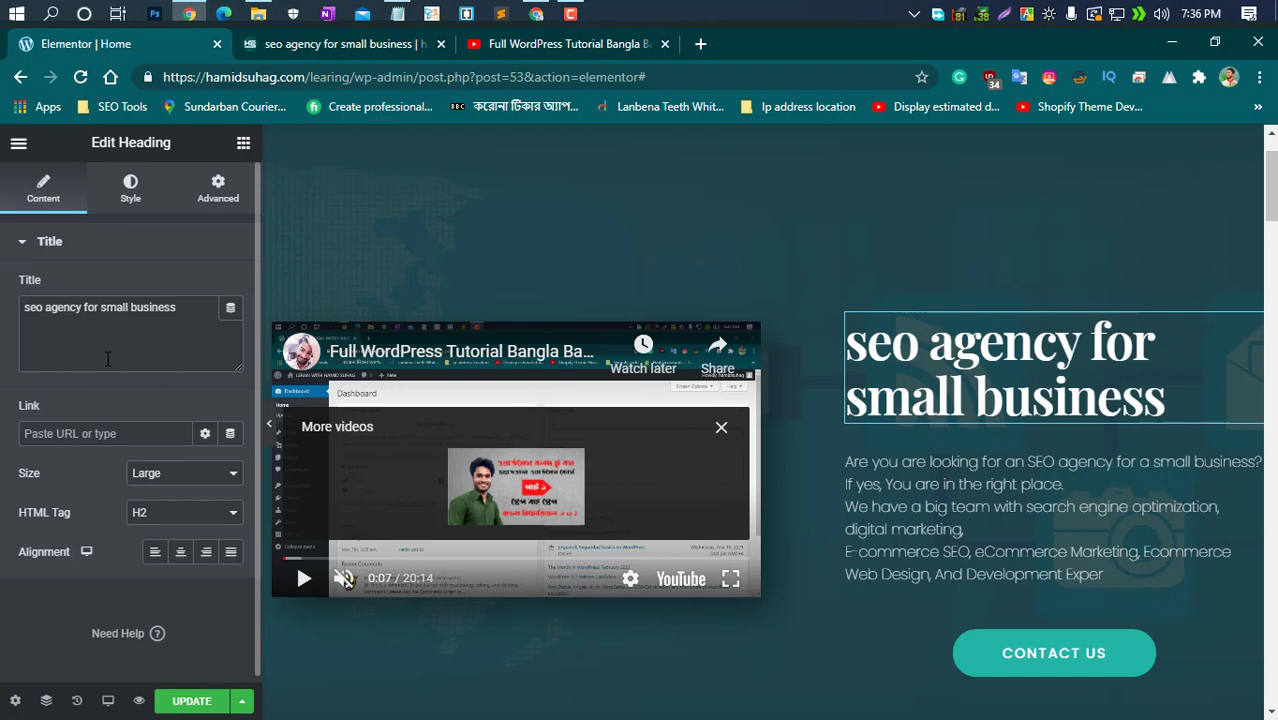 7:36 PM
Elementor | Home
seo agency for small business | ha
Full WordPress Tutorial Bangla Ba
https://hamidsuhag.com/learing/wp-admin/post.php?post=53&action=elementor#
34
Apps
SEO Tools
Sundarban Courier...
Create professional...
BBC
করোনা টিকার অ্যাপ...
Lanbena Teeth Whit...
Ip address location
Display estimated d...
Shopify Theme Dev...
Edit Heading
Content
Style
Advanced
Title
Title
seo agency for small business
Link
Paste URL or type
Size
Large
HTML Tag
H2
Alignment
Need Help
UPDATE
Full WordPress Tutorial Bangla Ba...
Watch later
Share
Dashboard
More videos
0:07 / 20:14
YouTube
seo agency for
small business
Are you are looking for an SEO agency for a small business?
If yes, You are in the right place.
We have a big team with search engine optimization,
digital marketing,
E-commerce SEO, eCommerce Marketing, Ecommerce
Web Design, And Development Exper
CONTACT US